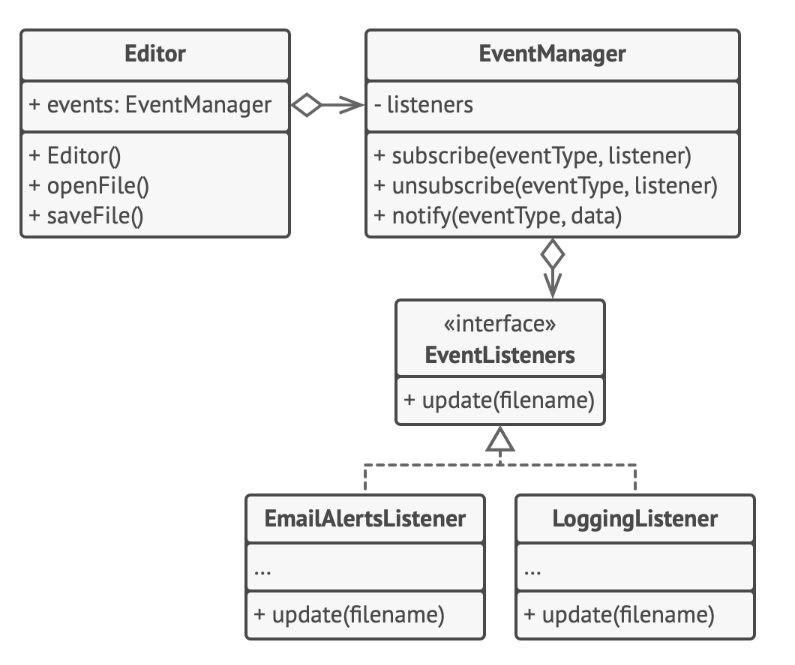 Editor
+ events: EventManager
+ Editor()
+ openFile()
+ saveFile()
EventManager
- listeners
+ subscribe(eventType, listener)
+ unsubscribe(eventType, listener)
+ notify(eventType, data)
«interface»
EventListeners
+ update(filename)
EmailAlertsListener
...
+ update(filename)
LoggingListener
...
+ update(filename)